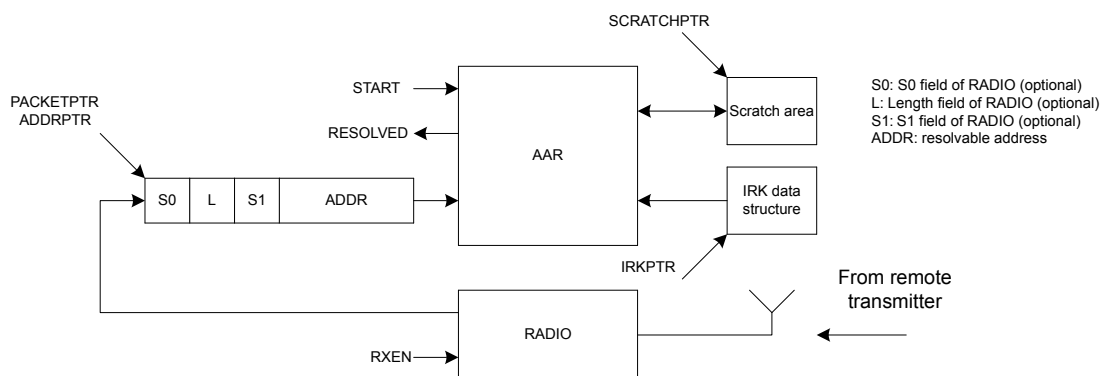 SCRATCHPTR
START
PACKETPTR
ADDRPTR
RESOLVED
AAR
Scratch area
S0: S0 field of RADIO (optional)
L: Length field of RADIO (optional)
S1: S1 field of RADIO (optional)
ADDR: resolvable address
S0 L S1 ADDR
IRK data
structure
IRKPTR
From remote
transmitter
RADIO
RXEN